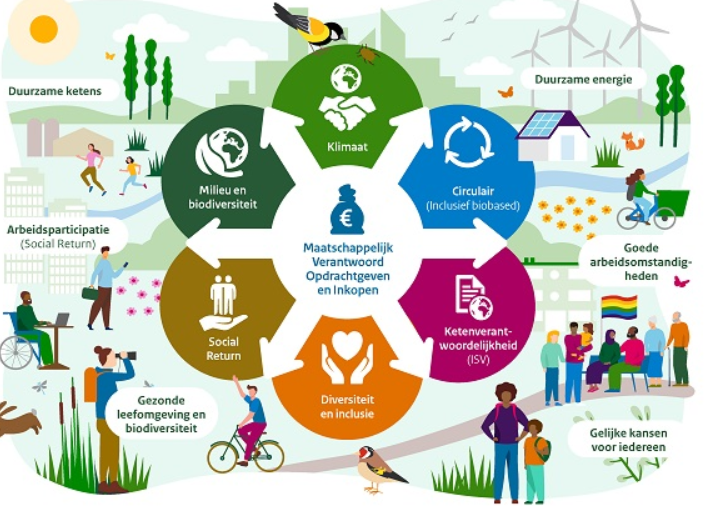 Duurzame ketens
Duurzame energie
Klimaat
Milieu en
biodiversiteit
Circulair
(Inclusief biobased)
Arbeidsparticipatie
(Social Return)
€
Maatschappelijk
Verantwoord
Opdrachtgeven
en Inkopen
Goede
arbeidsomstandig-
heden
Social
Return
Ketenverant-
woordelijkheid
(ISV)
Diversiteit
en inclusie
Gezonde
leefomgeving en
biodiversiteit
Gelijke kansen
voor iedereen